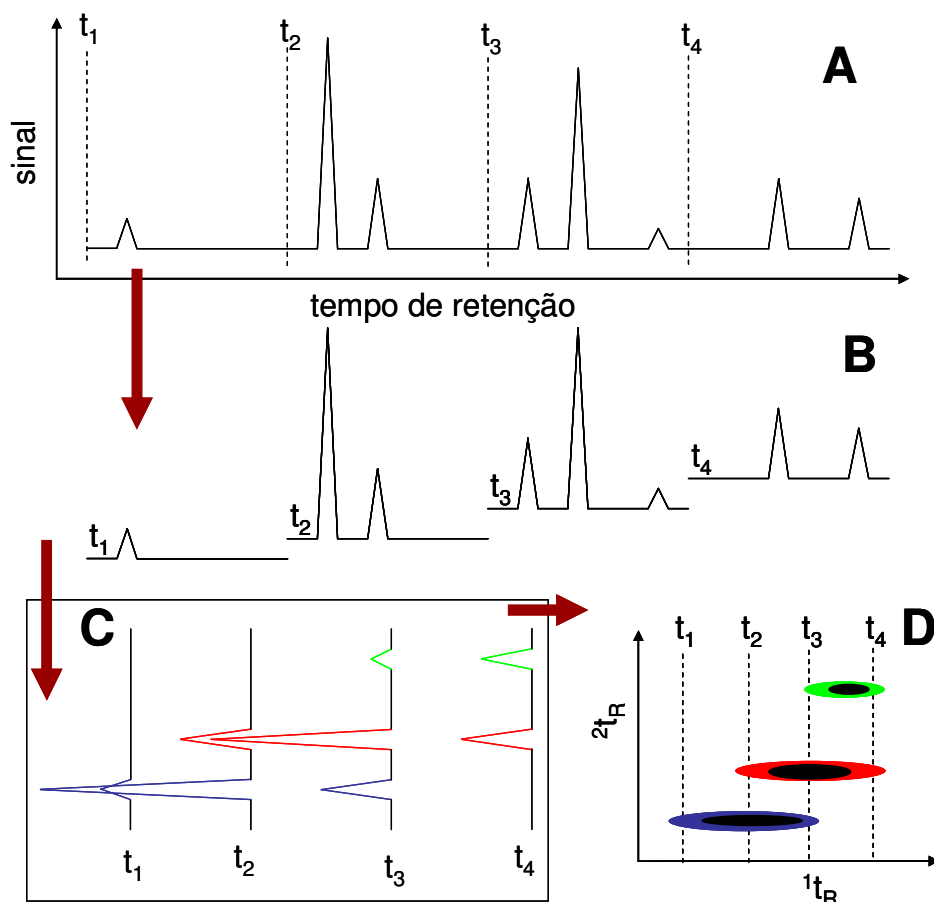 t1
t2
t3
t4
A
sinal
tempo de retenção
B
t1
t2
t3
t4
C
t1
t2
t3
t4
D
t1
t2
t3
t4
²tR
¹tR